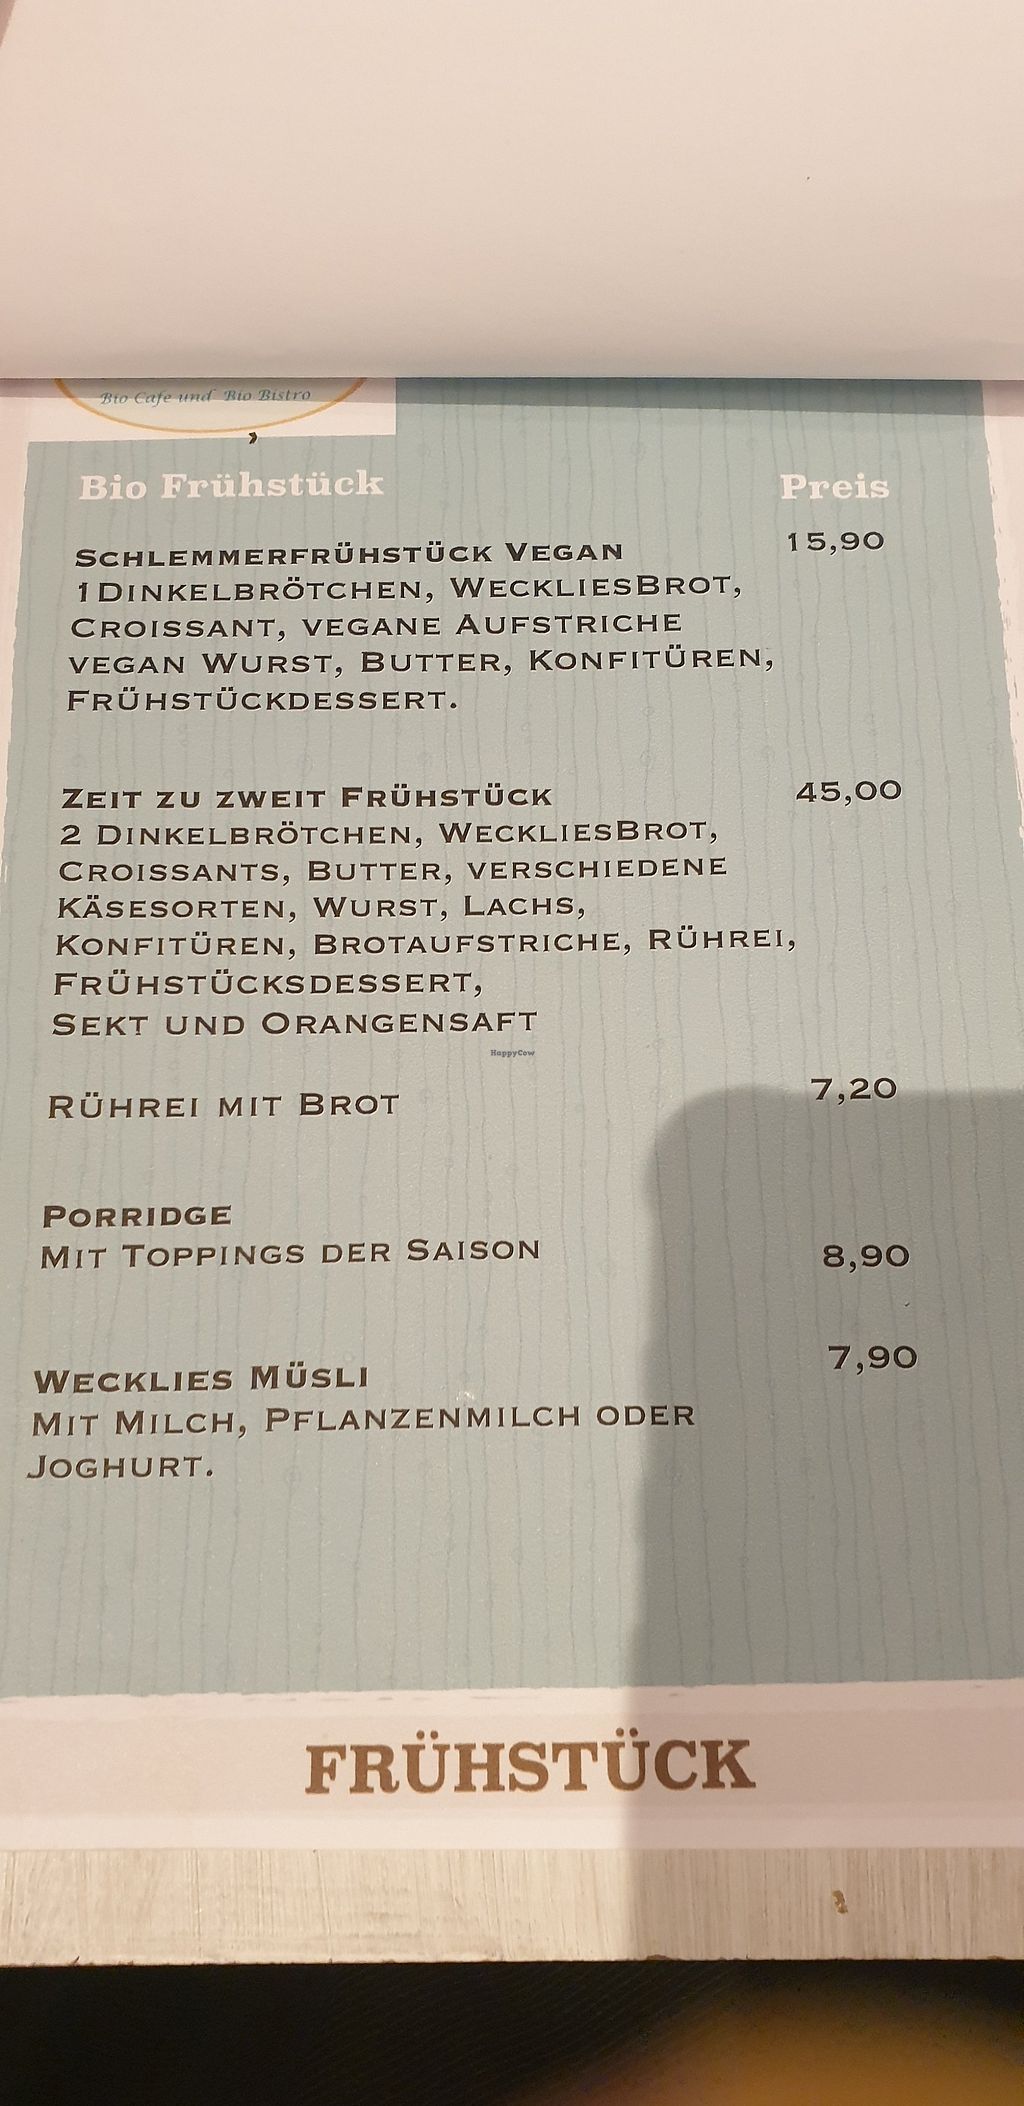 Bio Cafe und Bio Bistro
Bio Frühstück Preis
Schlemmerfrühstück Vegan 15,90
1Dinkelbrötchen, WeckliesBrot,
Croissant, vegane Aufstriche
vegan Wurst, Butter, Konfitüren,
Frühstückdessert.
Zeit zu zweit Frühstück 45,00
2 Dinkelbrötchen, WeckliesBrot,
Croissants, Butter, verschiedene
Käsesorten, Wurst, Lachs,
Konfitüren, Brotaufstriche, Rührei,
Frühstücksdessert,
Sekt und Orangensaft
HappyCow
Rührei mit Brot 7,20
Porridge
Mit Toppings der Saison 8,90
Wecklies Müsli 7,90
Mit Milch, Pflanzenmilch oder
Joghurt.
FRÜHSTÜCK